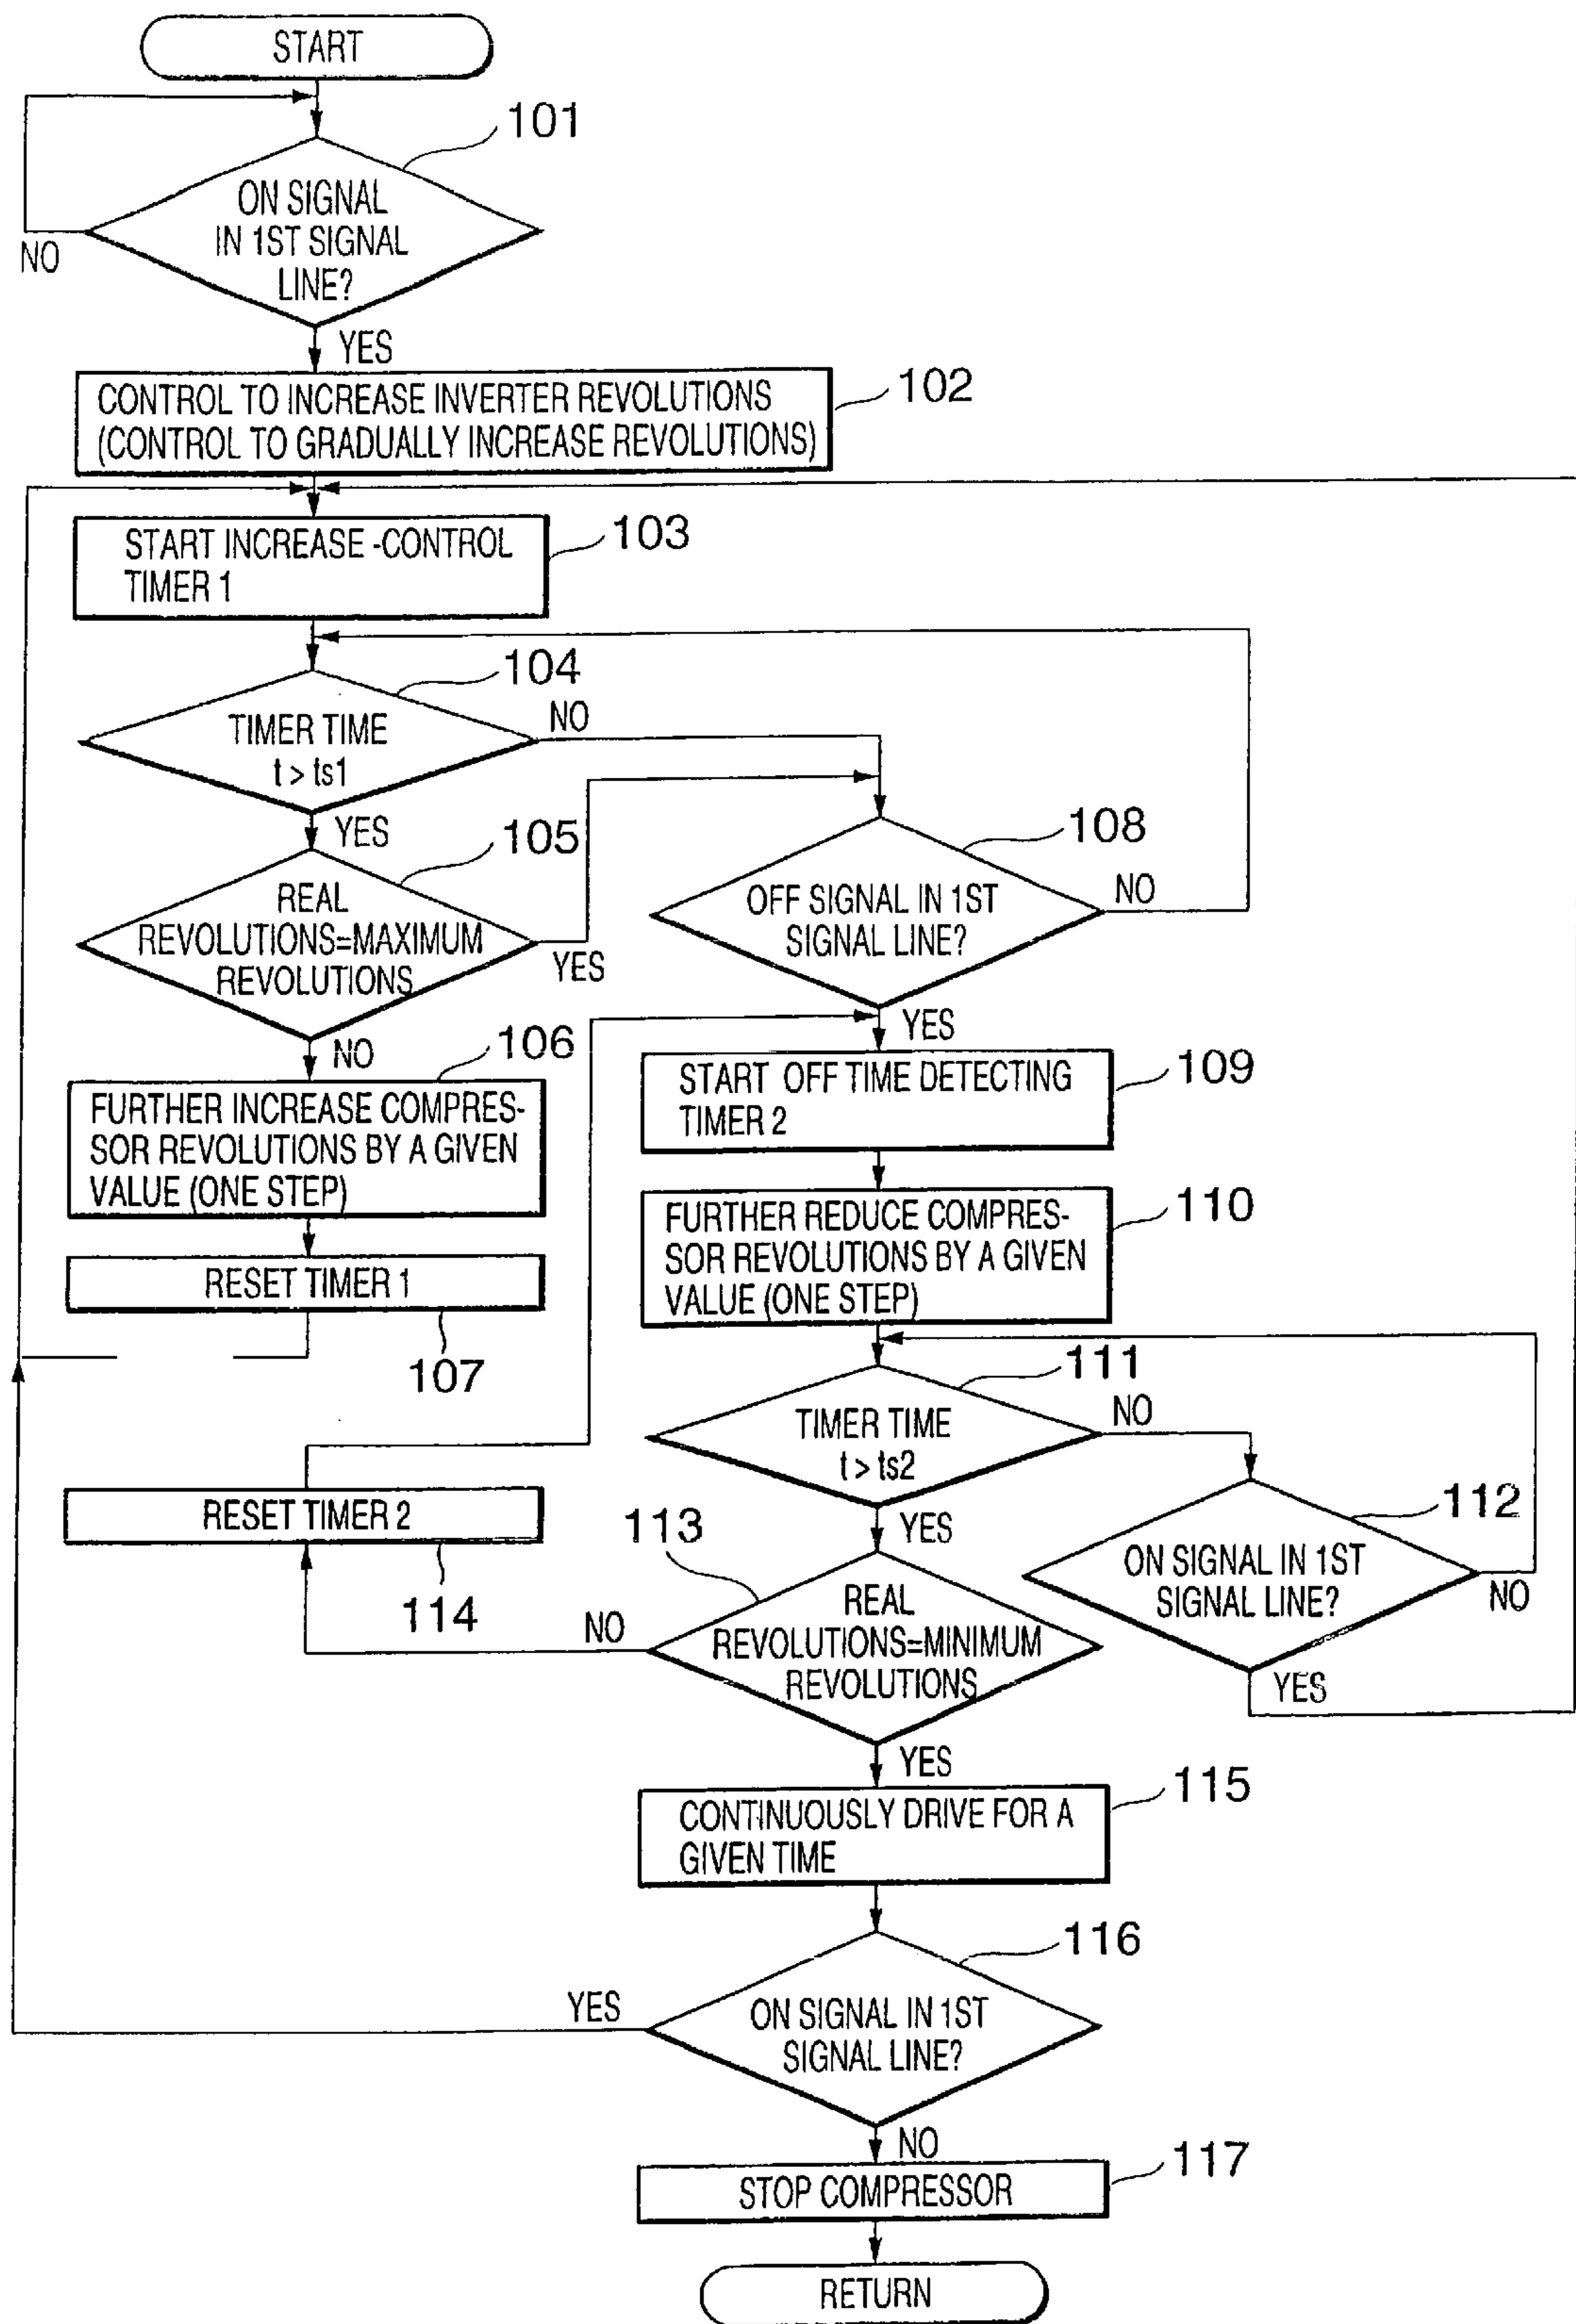 START
101
ON SIGNAL
IN 1ST SIGNAL
LINE?
NO
YES
CONTROL TO INCREASE INVERTER REVOLUTIONS
(CONTROL TO GRADUALLY INCREASE REVOLUTIONS)
102
START INCREASE -CONTROL
TIMER 1
103
104
TIMER TIME
t > ts1
NO
YES
105
REAL
REVOLUTIONS=MAXIMUM
REVOLUTIONS
YES
NO
108
OFF SIGNAL IN 1ST
SIGNAL LINE?
NO
YES
106
FURTHER INCREASE COMPRES-
SOR REVOLUTIONS BY A GIVEN
VALUE (ONE STEP)
RESET TIMER 1
107
START OFF TIME DETECTING
TIMER 2
109
FURTHER REDUCE COMPRES-
SOR REVOLUTIONS BY A GIVEN
VALUE (ONE STEP)
110
111
TIMER TIME
t > ts2
NO
YES
112
ON SIGNAL IN 1ST
SIGNAL LINE?
NO
YES
113
REAL
REVOLUTIONS=MINIMUM
REVOLUTIONS
NO
YES
RESET TIMER 2
114
CONTINUOUSLY DRIVE FOR A
GIVEN TIME
115
116
ON SIGNAL IN 1ST
SIGNAL LINE?
YES
NO
STOP COMPRESSOR
117
RETURN